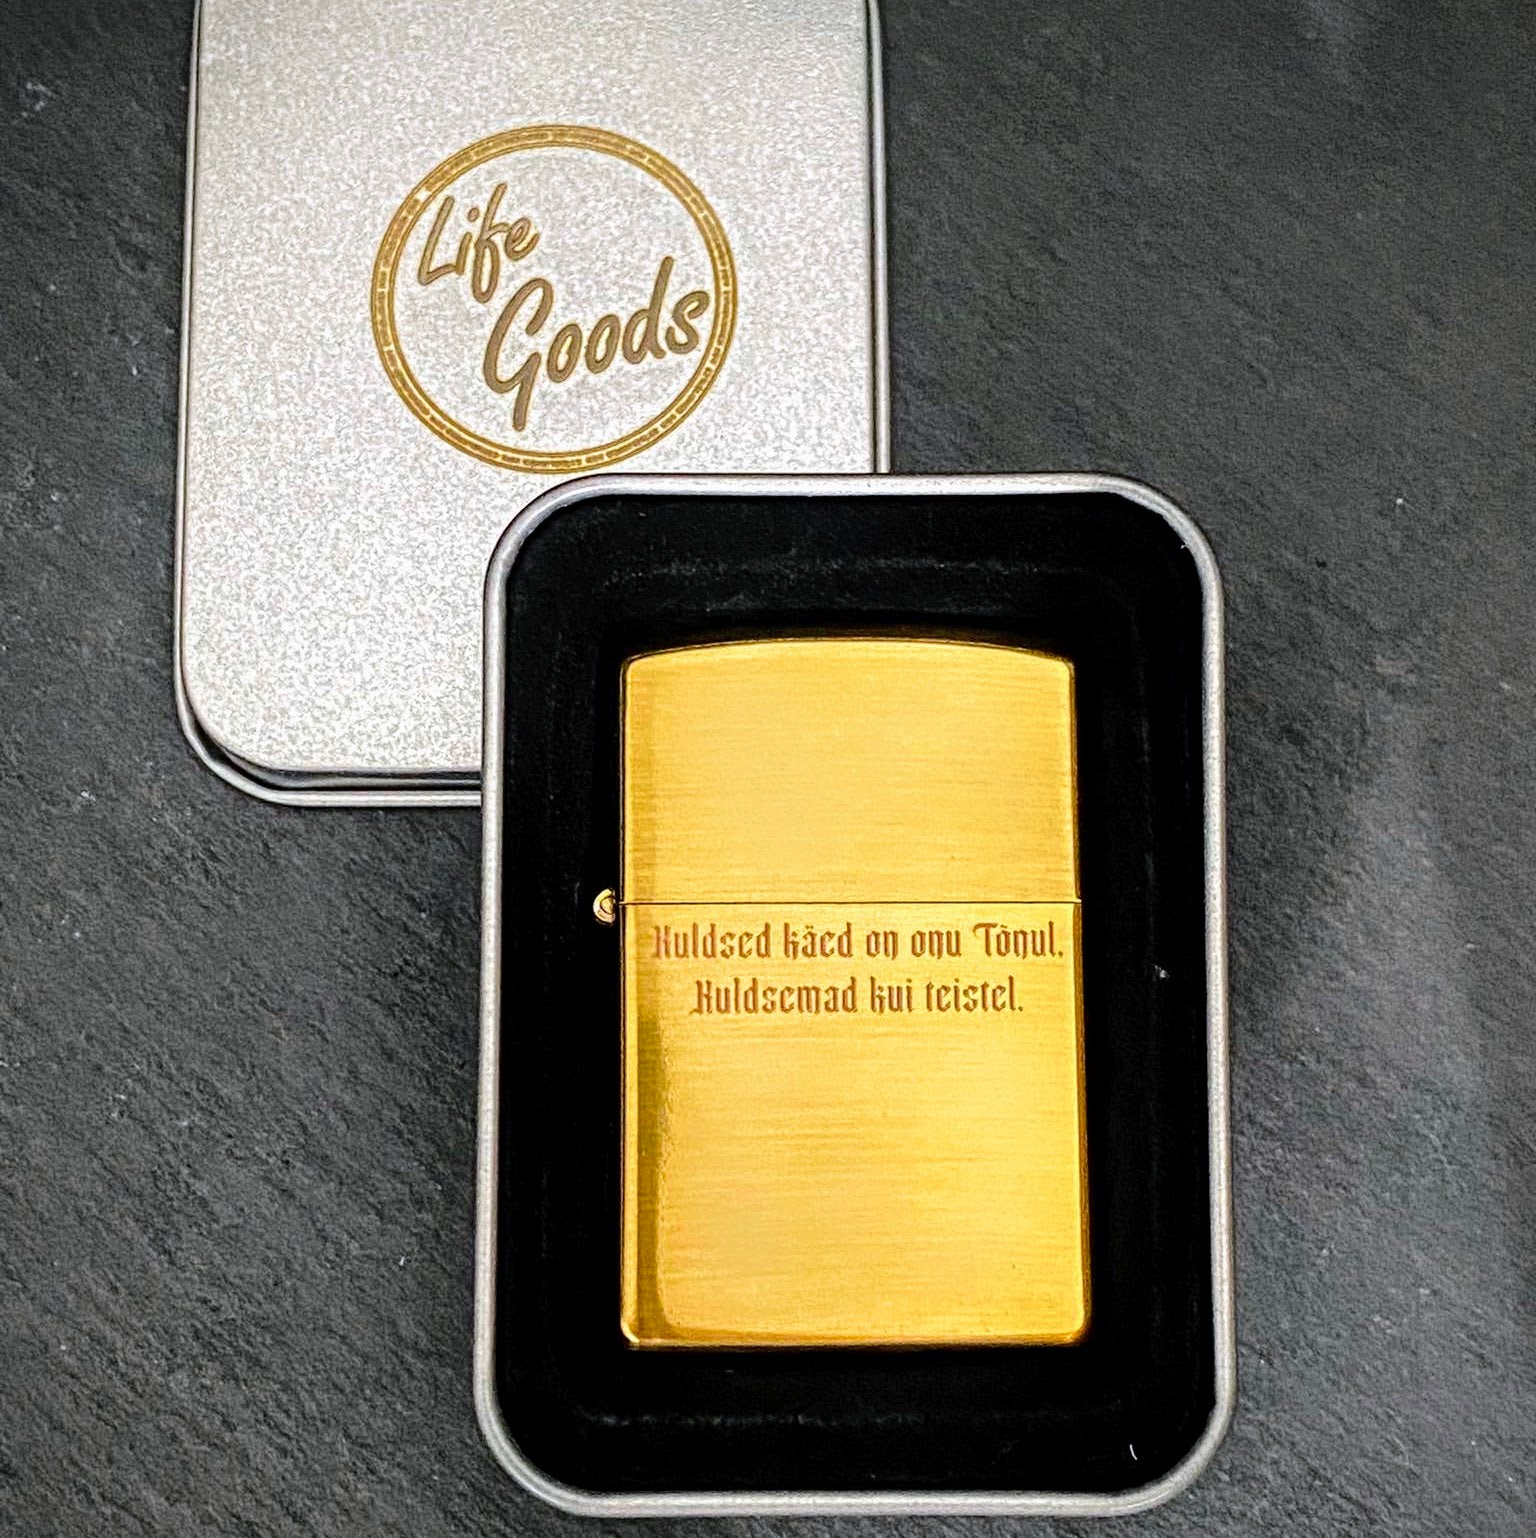 Life
Goods
Kuldsed käed on onu Tõnul.
Kuldsemad kui teistel.